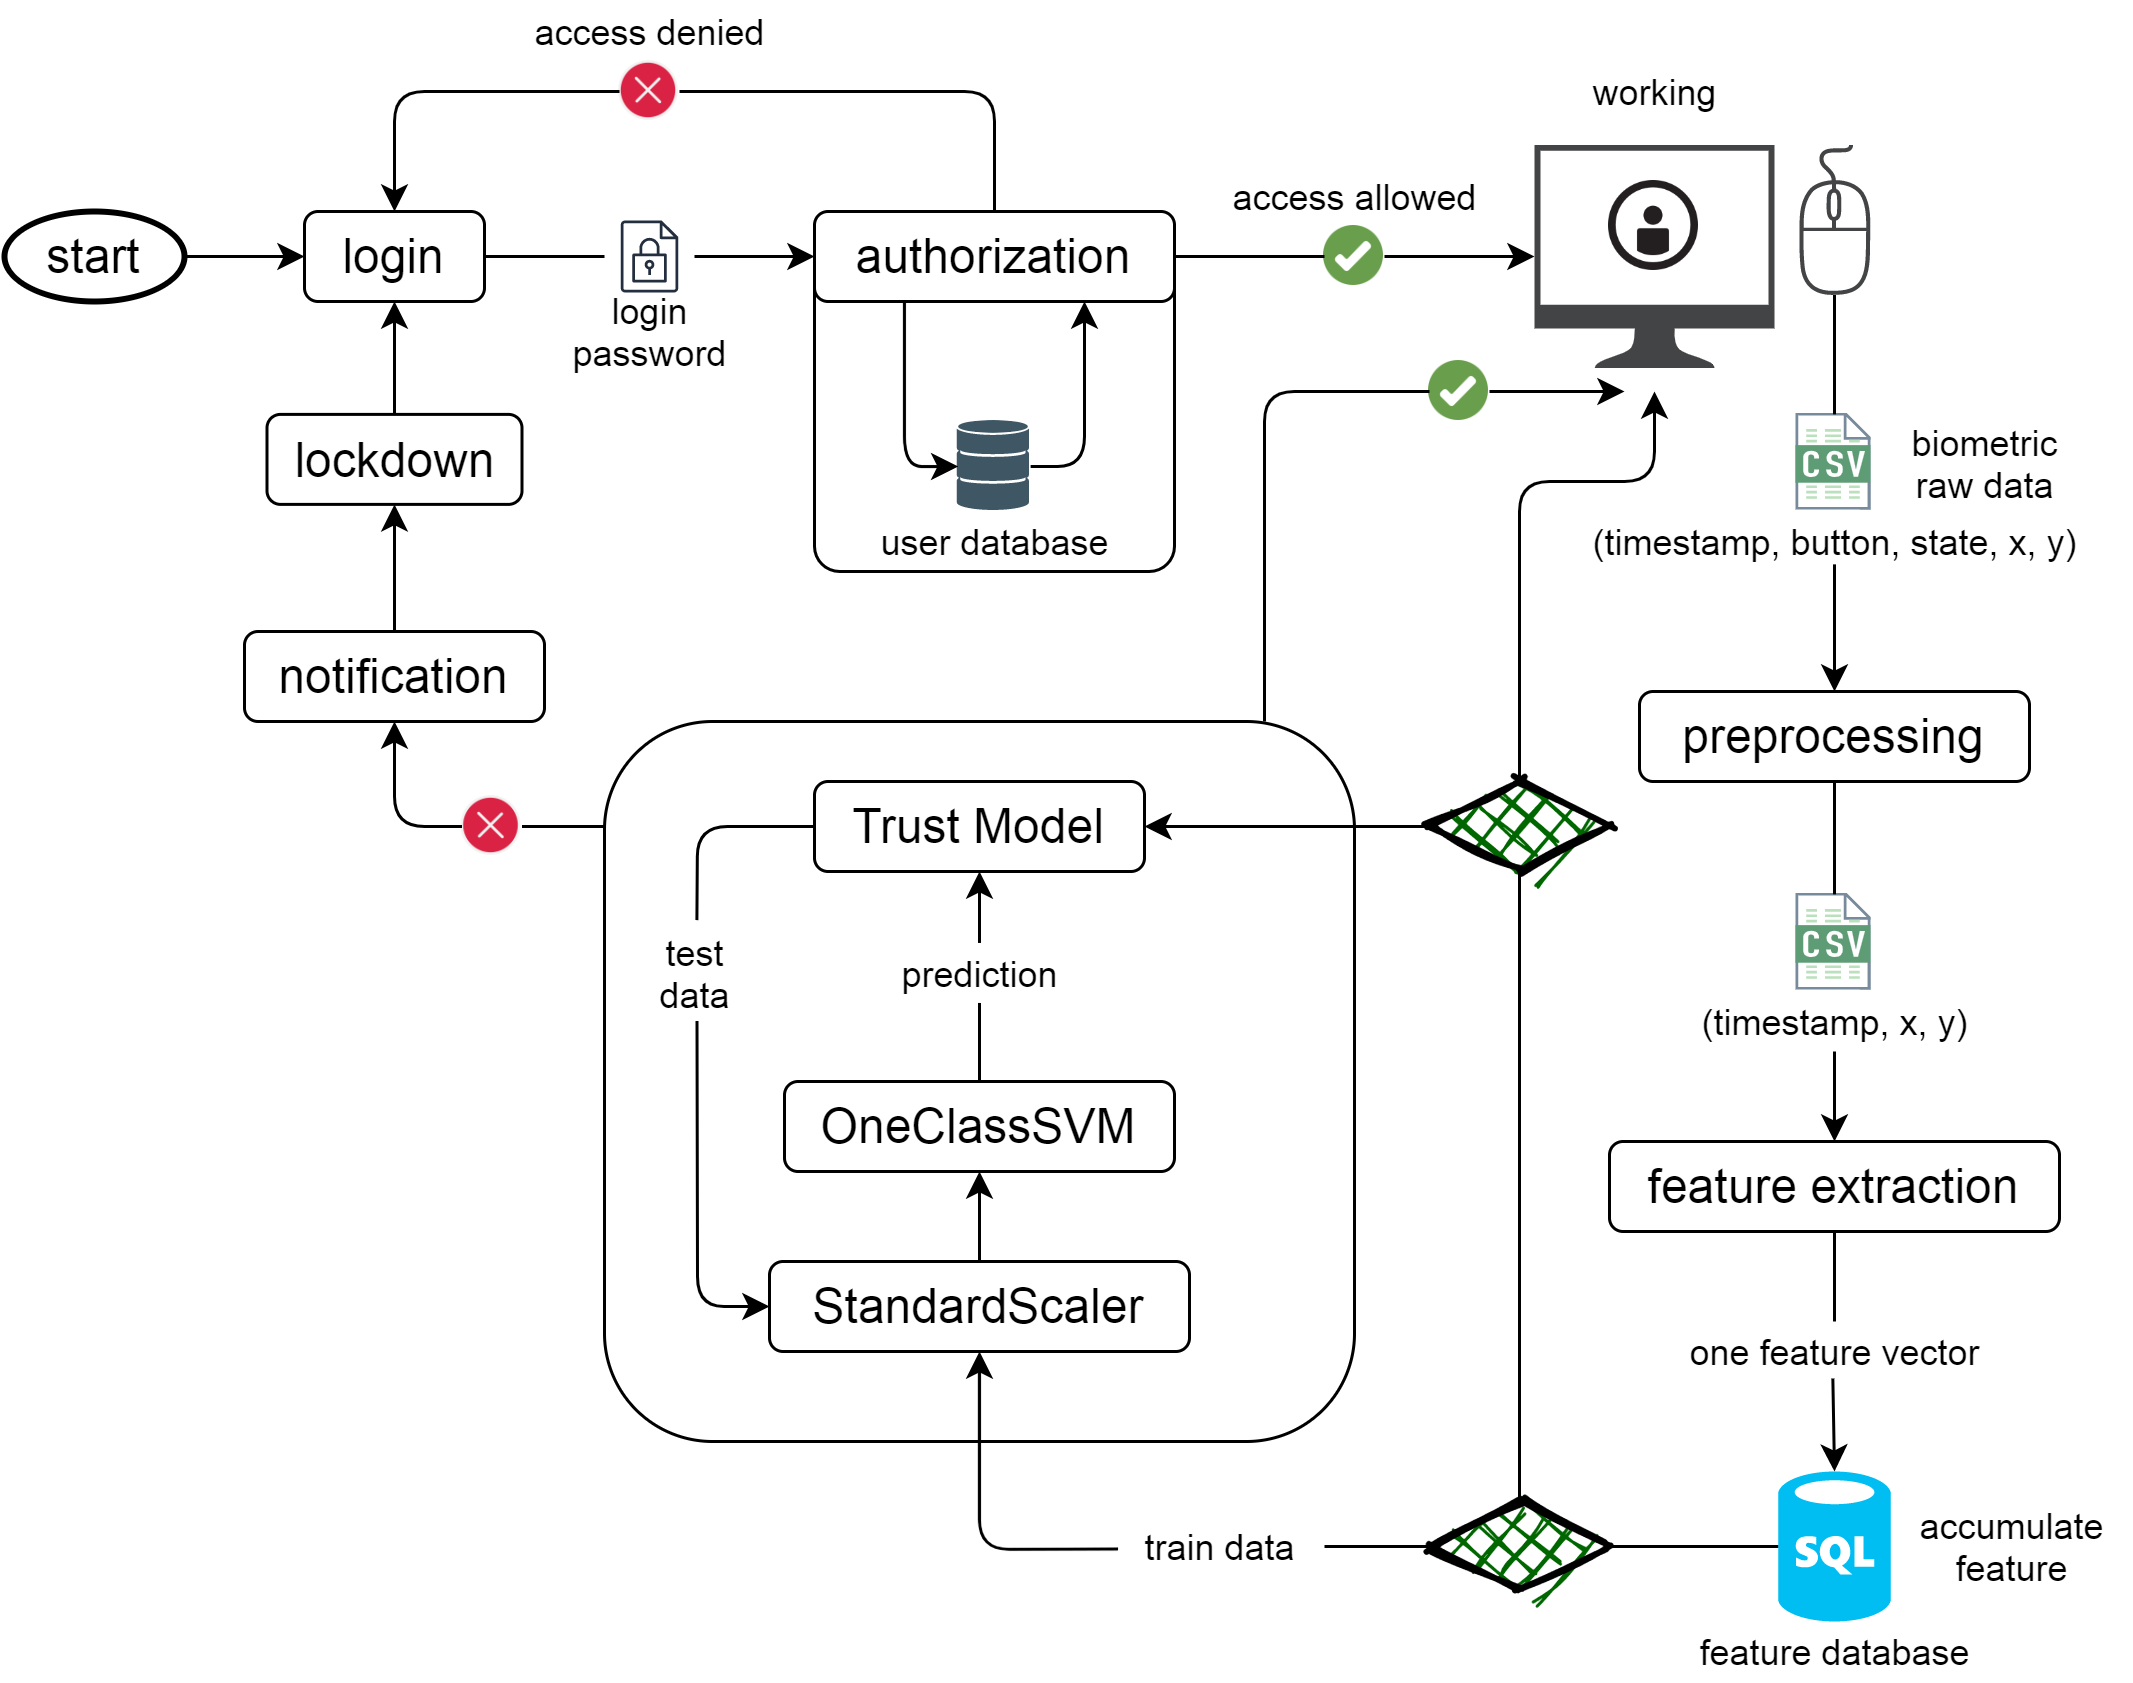 access denied
working
access allowed
start
login
authorization
login
password
lockdown
user database
biometric
raw data
CSV
(timestamp, button, state, x, y)
notification
preprocessing
Trust Model
test
data
prediction
CSV
(timestamp, x, y)
OneClassSVM
feature extraction
StandardScaler
one feature vector
train data
SQL
accumulate
feature
feature database